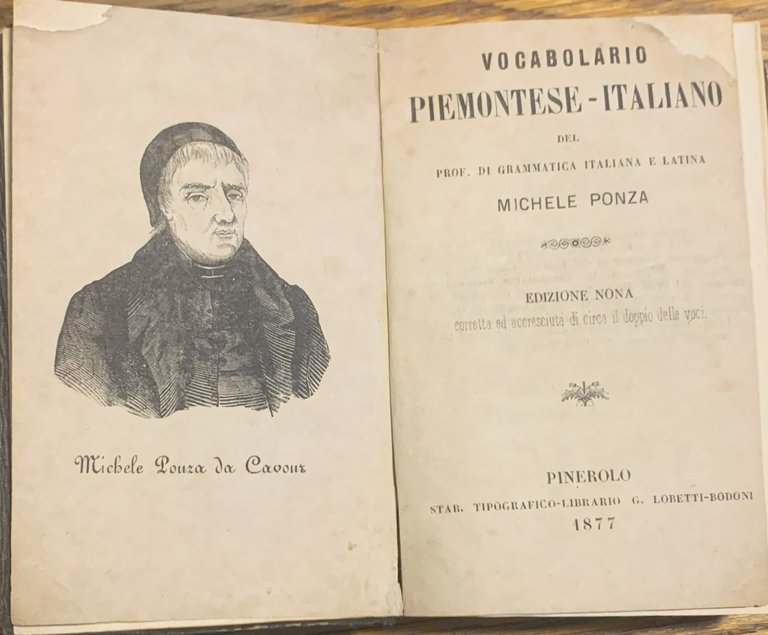 Michele Ponza da Cavour
VOCABOLARIO
PIEMONTESE-ITALIANO
DEL
PROF. DI GRAMMATICA ITALIANA E LATINA
MICHELE PONZA
EDIZIONE NONA
corretta ed accresciuta di circa il doppio delle voci.
PINEROLO
STAB. TIPOGRAFICO-LIBRARIO G. LOBETTI-BODONI
1877